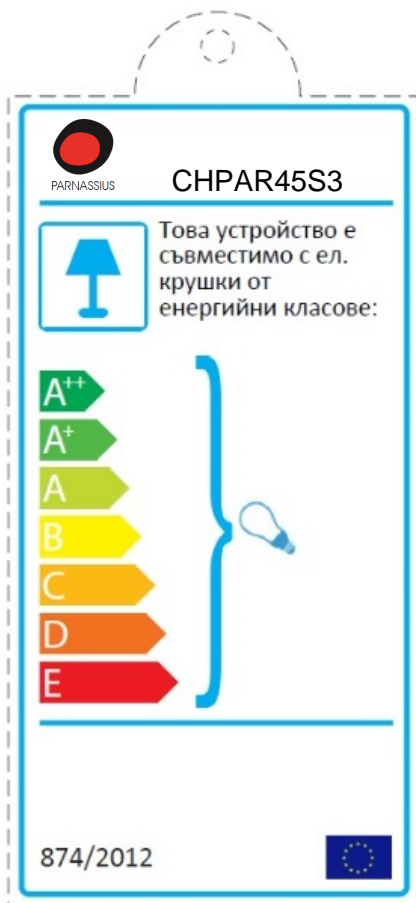 PARNASSIUS
CHPAR45S3
Това устройство е
съвместимо с ел.
крушки от
енергийни класове:
A++
A+
A
B
C
D
E
874/2012